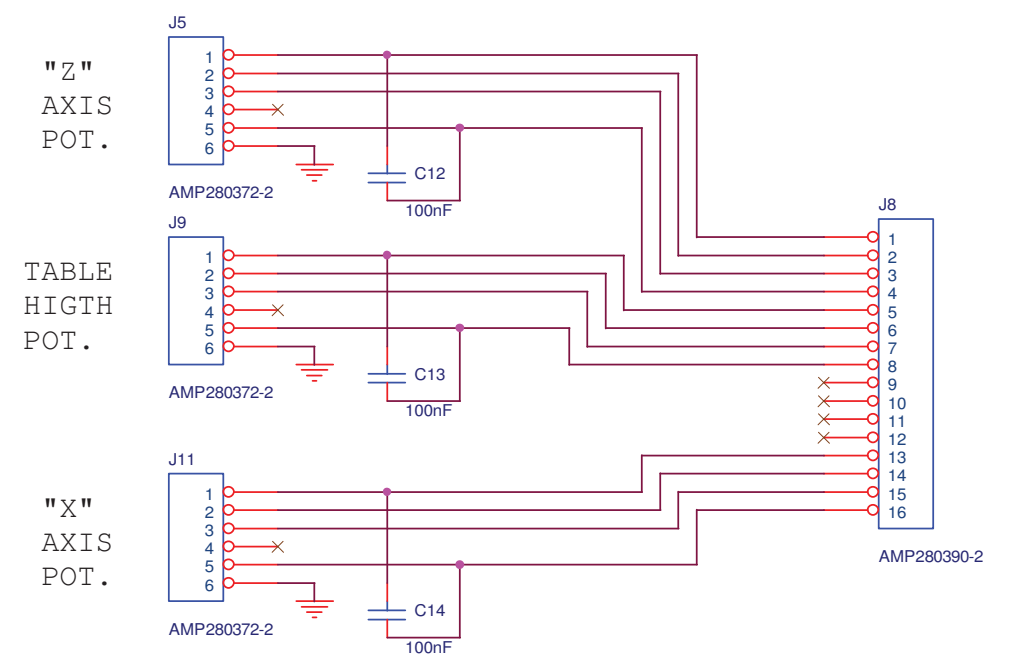 J5
"Z"
AXIS
POT.
1
2
3
4
5
6
C12
100nF
AMP280372-2
J9
TABLE
HIGTH
POT.
1
2
3
4
5
6
C13
100nF
AMP280372-2
J11
"X"
AXIS
POT.
1
2
3
4
5
6
C14
100nF
AMP280372-2
J8
1
2
3
4
5
6
7
8
9
10
11
12
13
14
15
16
AMP280390-2